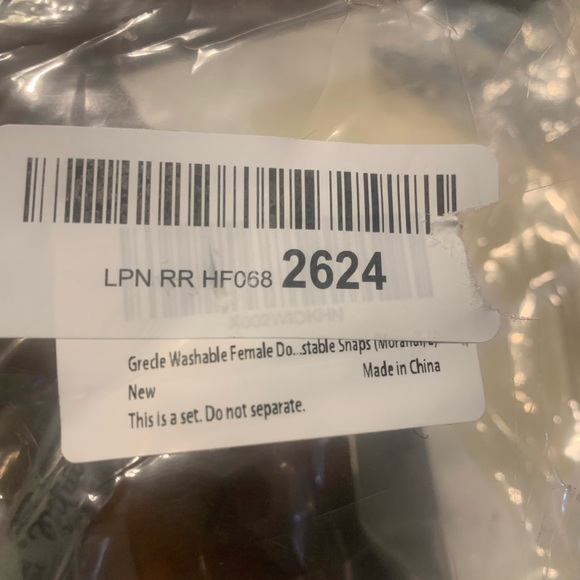 LPN RR HF068 2624
X002WICKHN
Grecle Washable Female Do...stable Snaps (Morandi,L)
New Made in China
This is a set. Do not separate.